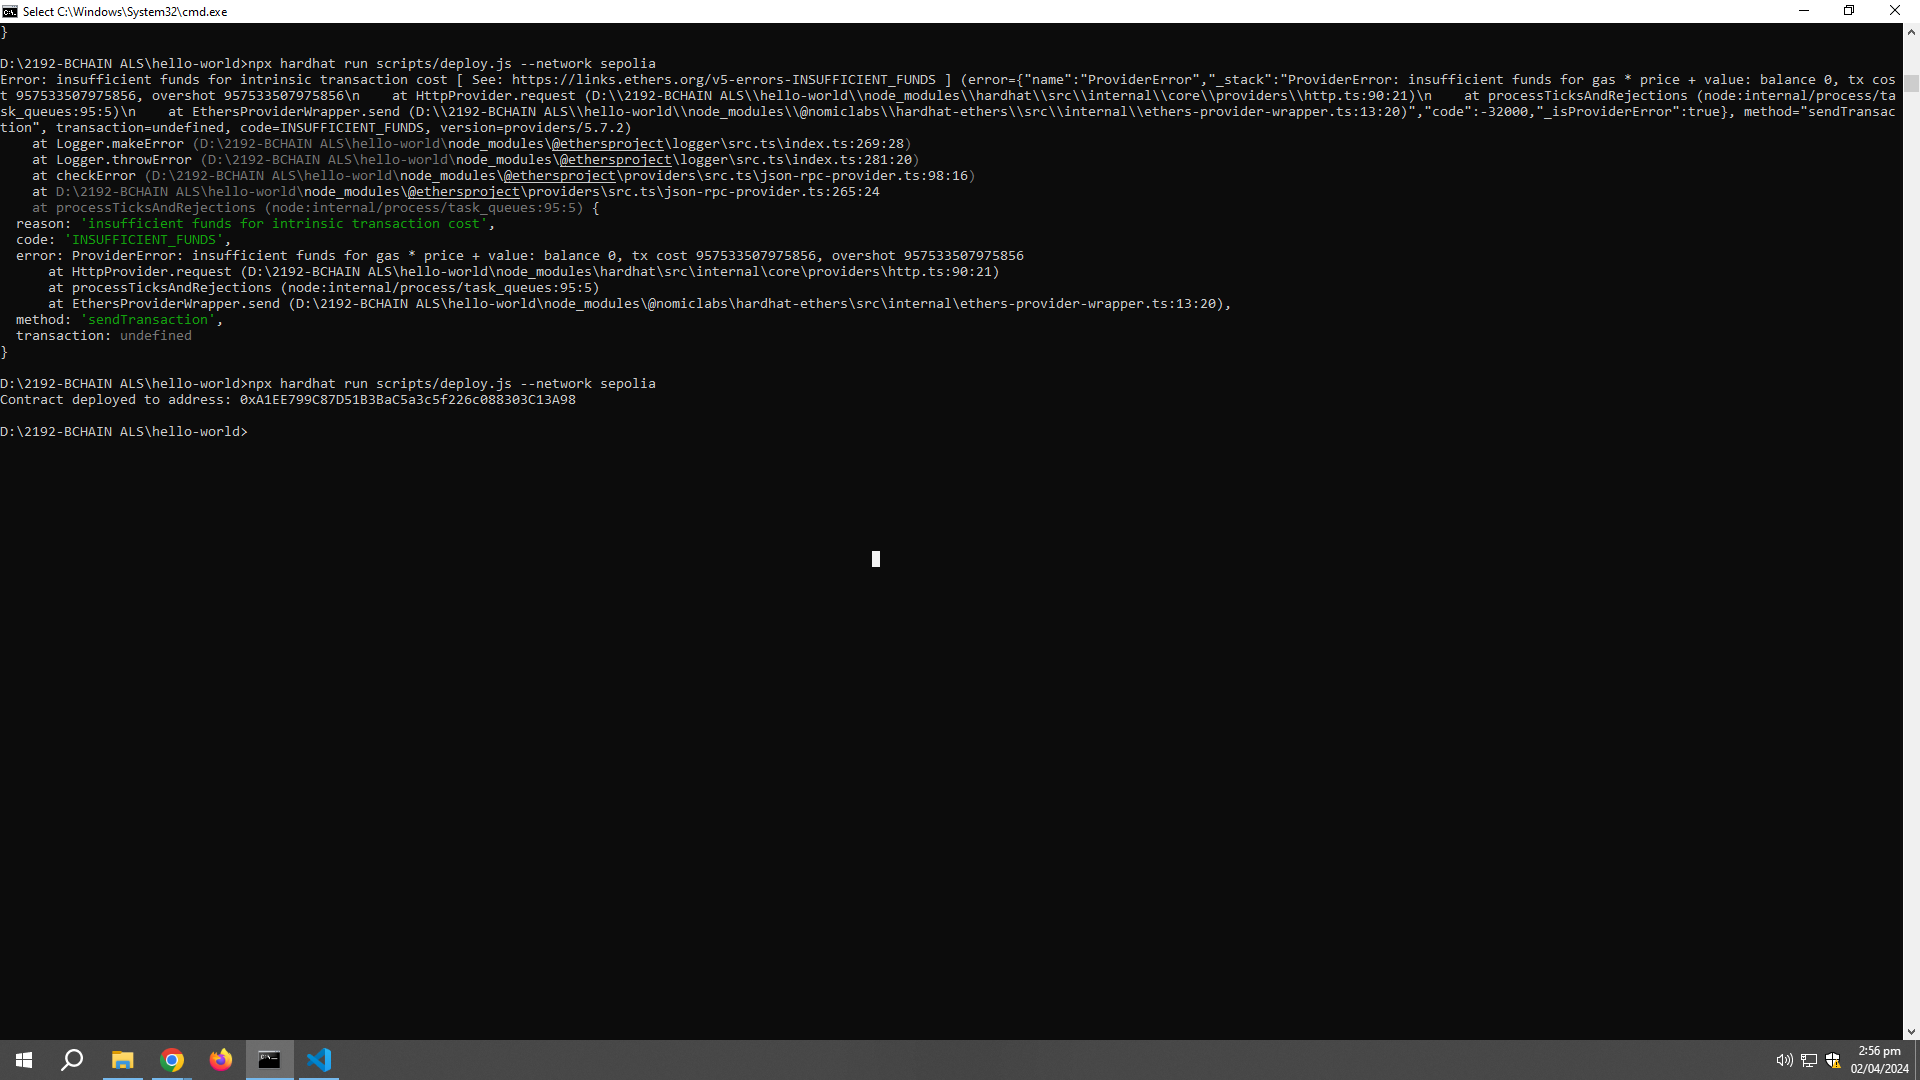 Select C:\Windows\System32\cmd.exe
}
D:\2192-BCHAIN ALS\hello-world>npx hardhat run scripts/deploy.js --network sepolia
Error: insufficient funds for intrinsic transaction cost [ See: https://links.ethers.org/v5-errors-INSUFFICIENT_FUNDS ] (error={"name":"ProviderError","_stack":"ProviderError: insufficient funds for gas * price + value: balance 0, tx cos
t 957533507975856, overshot 957533507975856\n    at HttpProvider.request (D:\\2192-BCHAIN ALS\\hello-world\\node_modules\\hardhat\\src\\internal\\core\\providers\\http.ts:90:21)\n    at processTicksAndRejections (node:internal/process/ta
sk_queues:95:5)\n    at EthersProviderWrapper.send (D:\\2192-BCHAIN ALS\\hello-world\\node_modules\\@nomiclabs\\hardhat-ethers\\src\\internal\\ethers-provider-wrapper.ts:13:20)","code":-32000,"_isProviderError":true}, method="sendTransac
tion", transaction=undefined, code=INSUFFICIENT_FUNDS, version=providers/5.7.2)
    at Logger.makeError (D:\2192-BCHAIN ALS\hello-world\node_modules\@ethersproject\logger\src.ts\index.ts:269:28)
    at Logger.throwError (D:\2192-BCHAIN ALS\hello-world\node_modules\@ethersproject\logger\src.ts\index.ts:281:20)
    at checkError (D:\2192-BCHAIN ALS\hello-world\node_modules\@ethersproject\providers\src.ts\json-rpc-provider.ts:98:16)
    at D:\2192-BCHAIN ALS\hello-world\node_modules\@ethersproject\providers\src.ts\json-rpc-provider.ts:265:24
    at processTicksAndRejections (node:internal/process/task_queues:95:5) {
  reason: 'insufficient funds for intrinsic transaction cost',
  code: 'INSUFFICIENT_FUNDS',
  error: ProviderError: insufficient funds for gas * price + value: balance 0, tx cost 957533507975856, overshot 957533507975856
      at HttpProvider.request (D:\2192-BCHAIN ALS\hello-world\node_modules\hardhat\src\internal\core\providers\http.ts:90:21)
      at processTicksAndRejections (node:internal/process/task_queues:95:5)
      at EthersProviderWrapper.send (D:\2192-BCHAIN ALS\hello-world\node_modules\@nomiclabs\hardhat-ethers\src\internal\ethers-provider-wrapper.ts:13:20),
  method: 'sendTransaction',
  transaction: undefined
}
D:\2192-BCHAIN ALS\hello-world>npx hardhat run scripts/deploy.js --network sepolia
Contract deployed to address: 0xA1EE799C87D51B3BaC5a3c5f226c088303C13A98
D:\2192-BCHAIN ALS\hello-world>
2:56 pm
02/04/2024